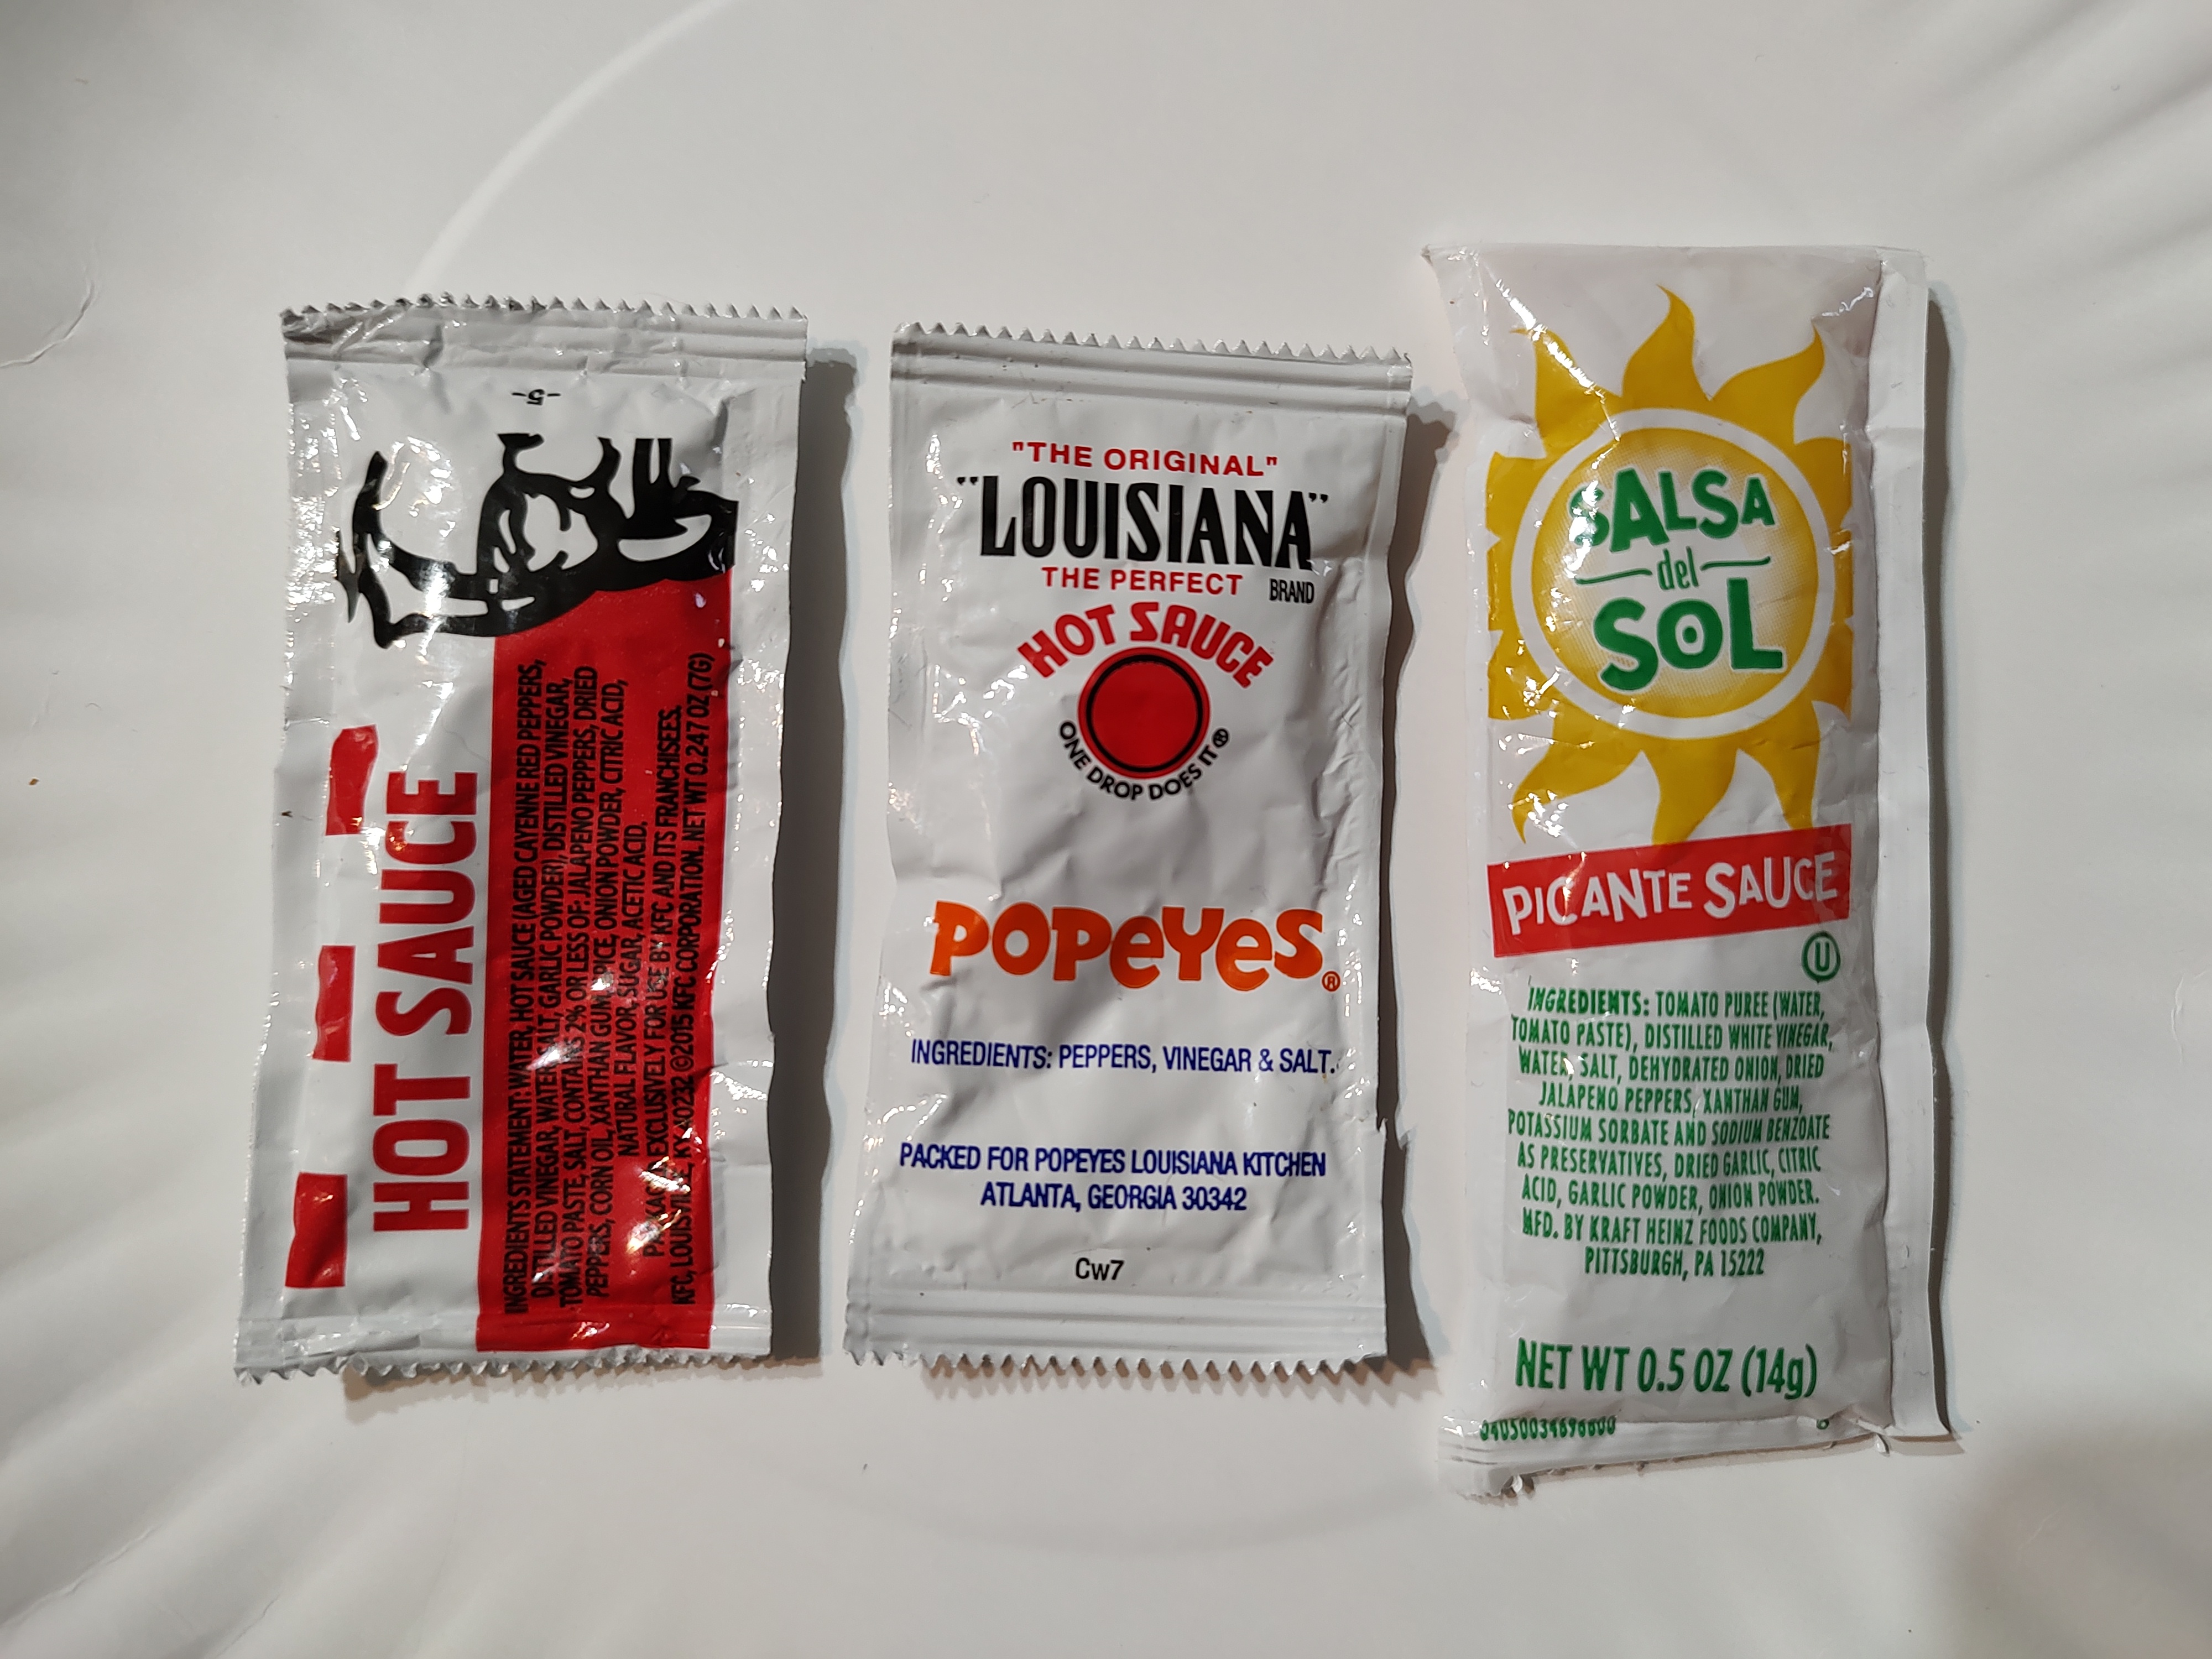 -5-
HOT SAUCE
INGREDIENTS STATEMENT: WATER, HOT SAUCE (AGED CAYENNE RED PEPPERS,
DISTILLED VINEGAR, WATER, SALT, GARLIC POWDER), DISTILLED VINEGAR,
TOMATO PASTE, SALT, CONTAINS 2% OR LESS OF: JALAPENO PEPPERS, DRIED
PEPPERS, CORN OIL, XANTHAN GUM, SPICE, ONION POWDER, CITRIC ACID,
NATURAL FLAVOR, SUGAR, ACETIC ACID.
EXCLUSIVELY FOR USE BY KFC AND ITS FRANCHISEES.
KFC, LOUISVILLE, KY 40232 ©2015 KFC CORPORATION. NET WT 0.247 OZ (7G)
"THE ORIGINAL"
"LOUISIANA"
THE PERFECT BRAND
HOT SAUCE
ONE DROP DOES IT®
POPEYES®
INGREDIENTS: PEPPERS, VINEGAR & SALT.
PACKED FOR POPEYES LOUISIANA KITCHEN
ATLANTA, GEORGIA 30342
Cw7
SALSA
del
SOL
PICANTE SAUCE
U
INGREDIENTS: TOMATO PUREE (WATER,
TOMATO PASTE), DISTILLED WHITE VINEGAR,
WATER, SALT, DEHYDRATED ONION, DRIED
JALAPENO PEPPERS, XANTHAN GUM,
POTASSIUM SORBATE AND SODIUM BENZOATE
AS PRESERVATIVES, DRIED GARLIC, CITRIC
ACID, GARLIC POWDER, ONION POWDER.
MFD. BY KRAFT HEINZ FOODS COMPANY,
PITTSBURGH, PA 15222
NET WT 0.5 OZ (14g)